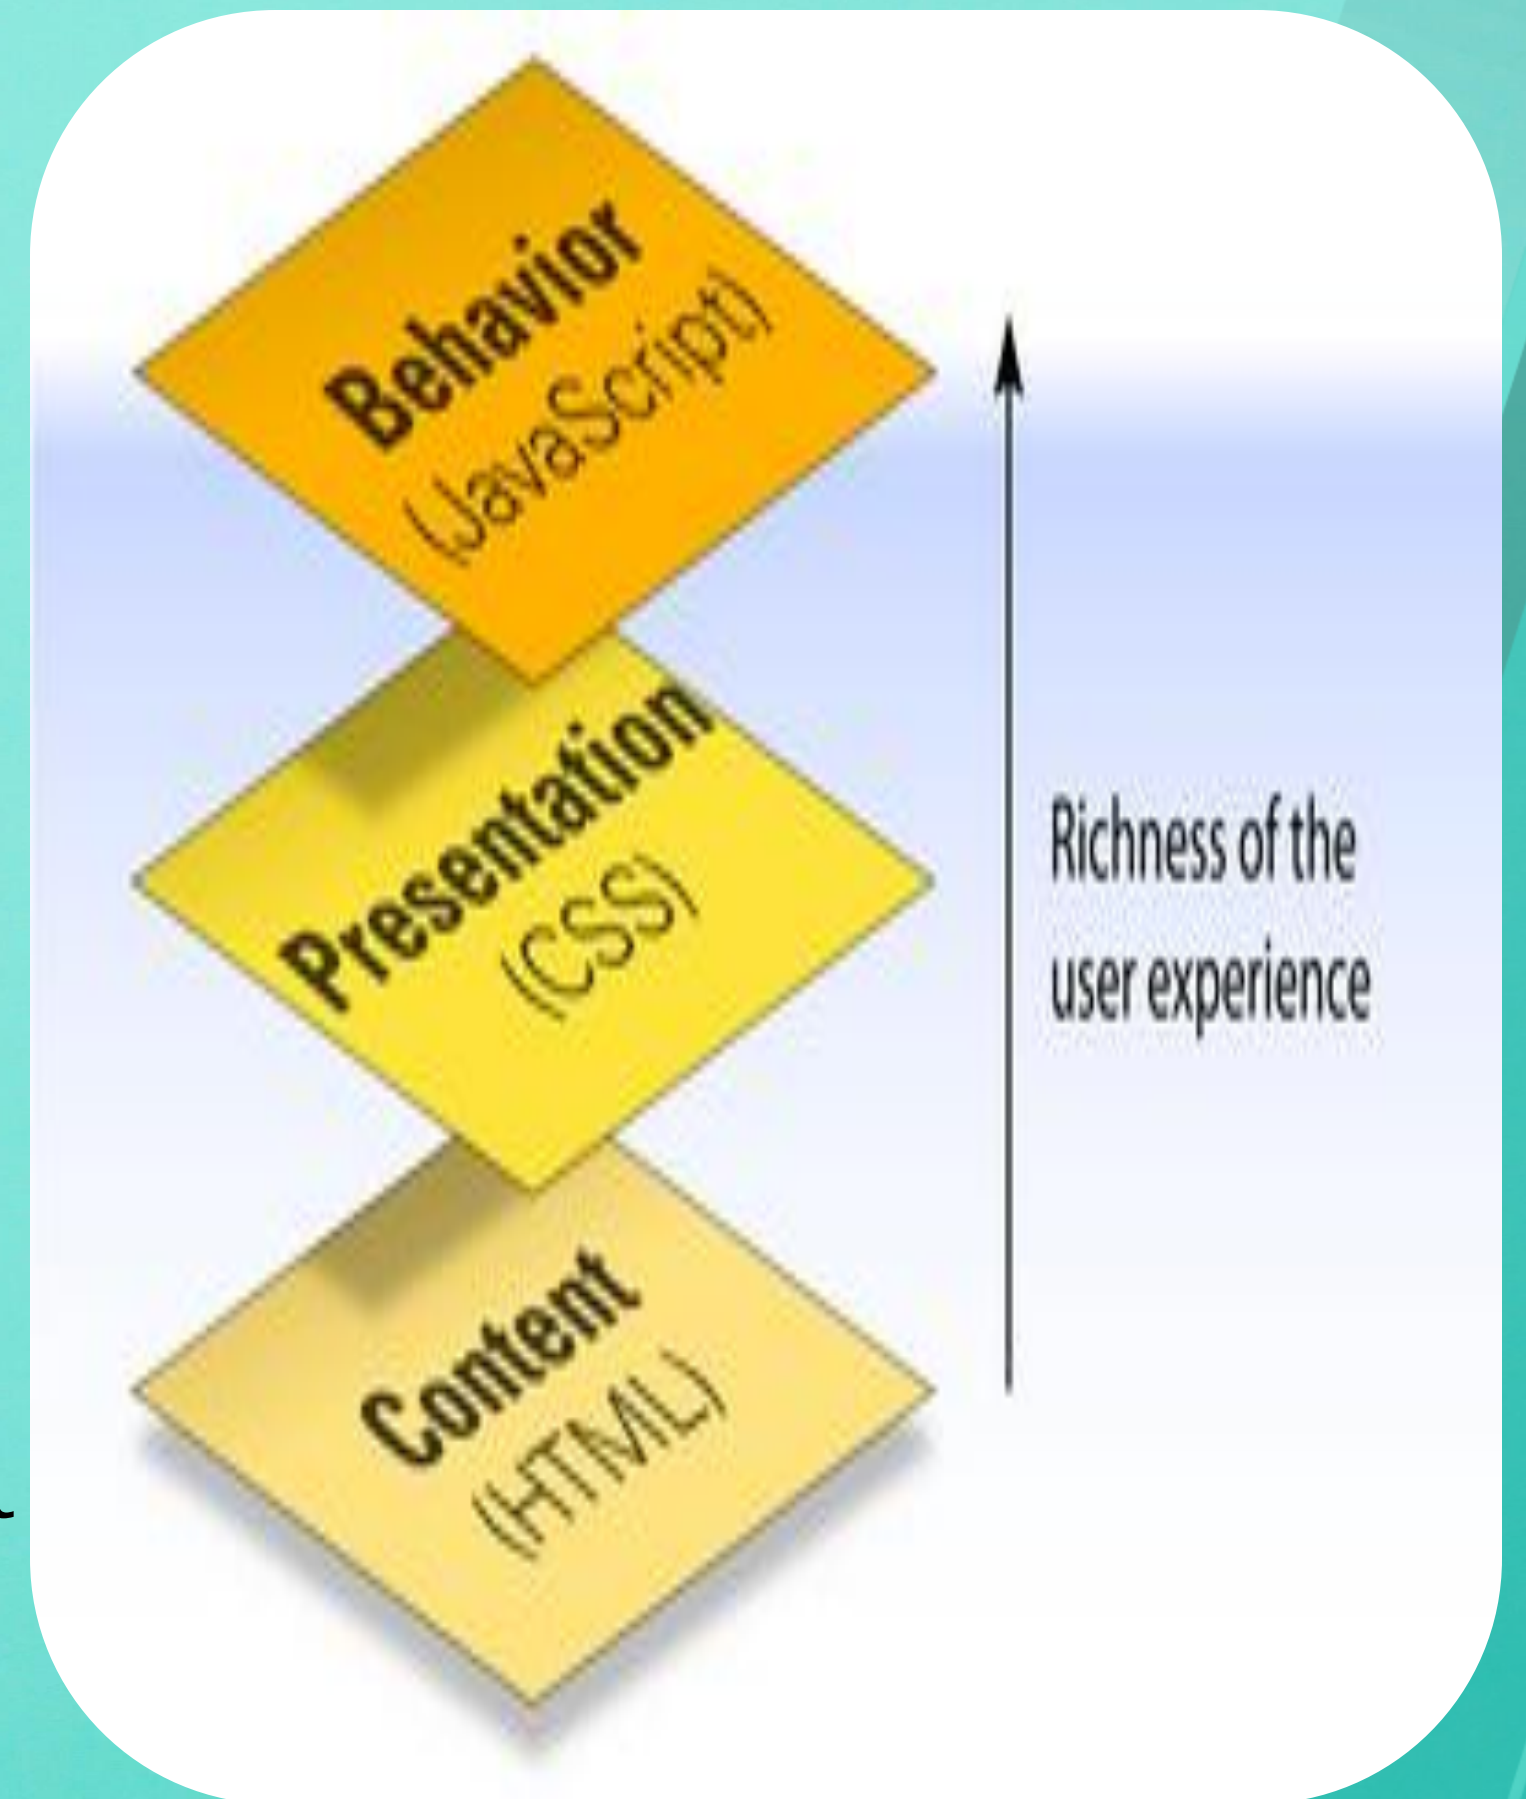 Behavior
(JavaScript)
Presentation
(CSS)
Content
(HTML)
Richness of the
user experience